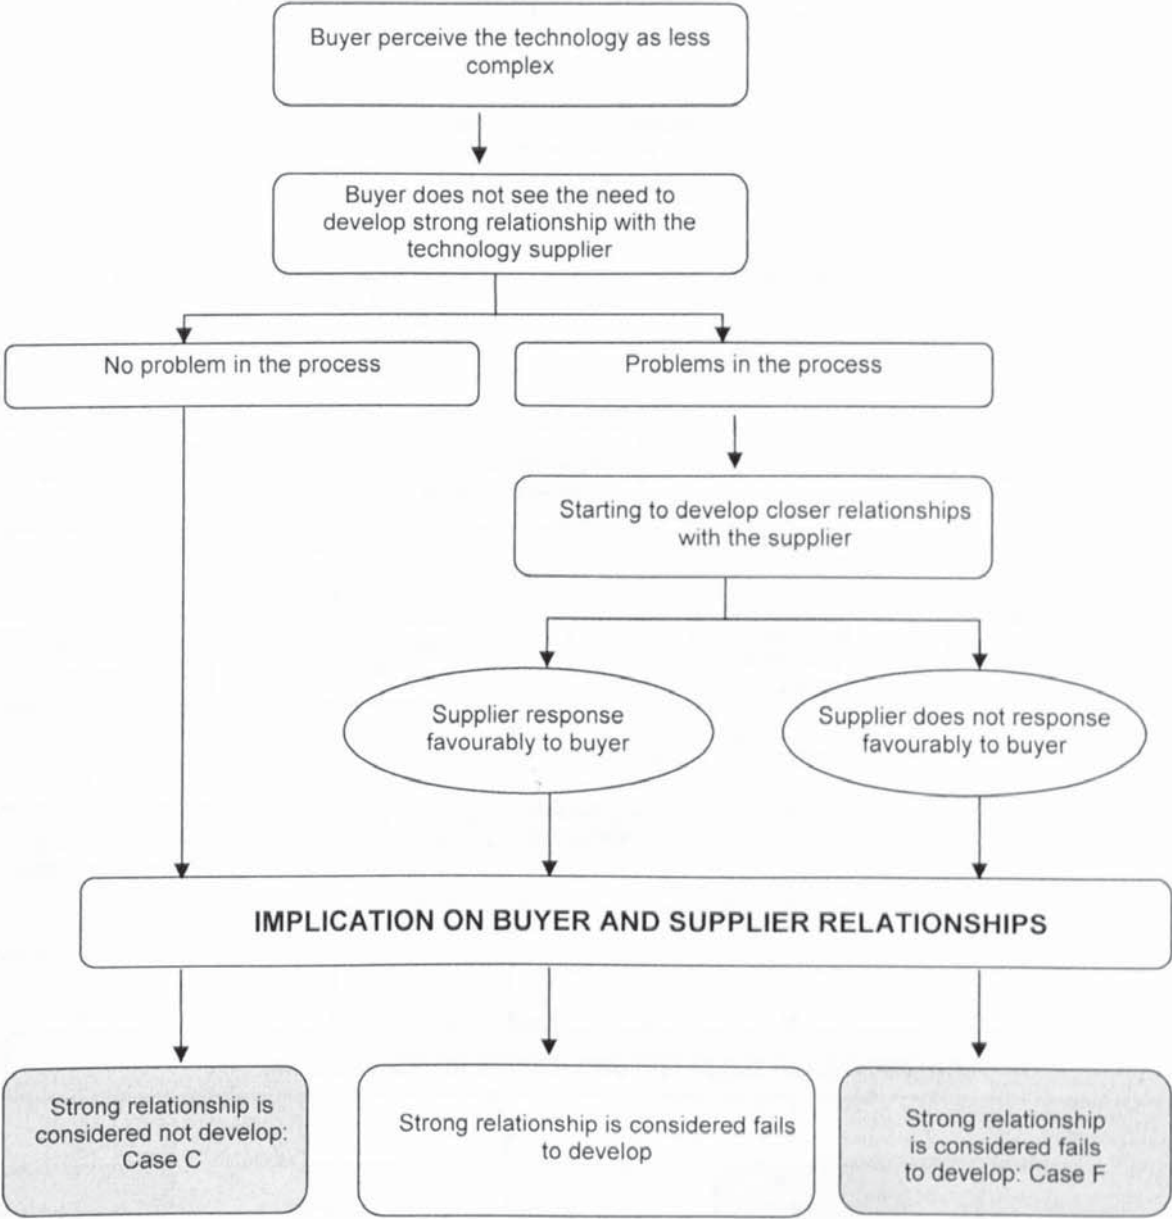 Buyer perceive the technology as less
complex
Buyer does not see the need to
develop strong relationship with the
technology supplier
No problem in the process
Problems in the process
Starting to develop closer relationships
with the supplier
Supplier response
favourably to buyer
Supplier does not response
favourably to buyer
IMPLICATION ON BUYER AND SUPPLIER RELATIONSHIPS
Strong relationship is
considered not develop:
Case C
Strong relationship is considered fails
to develop
Strong relationship
is considered fails
to develop: Case F